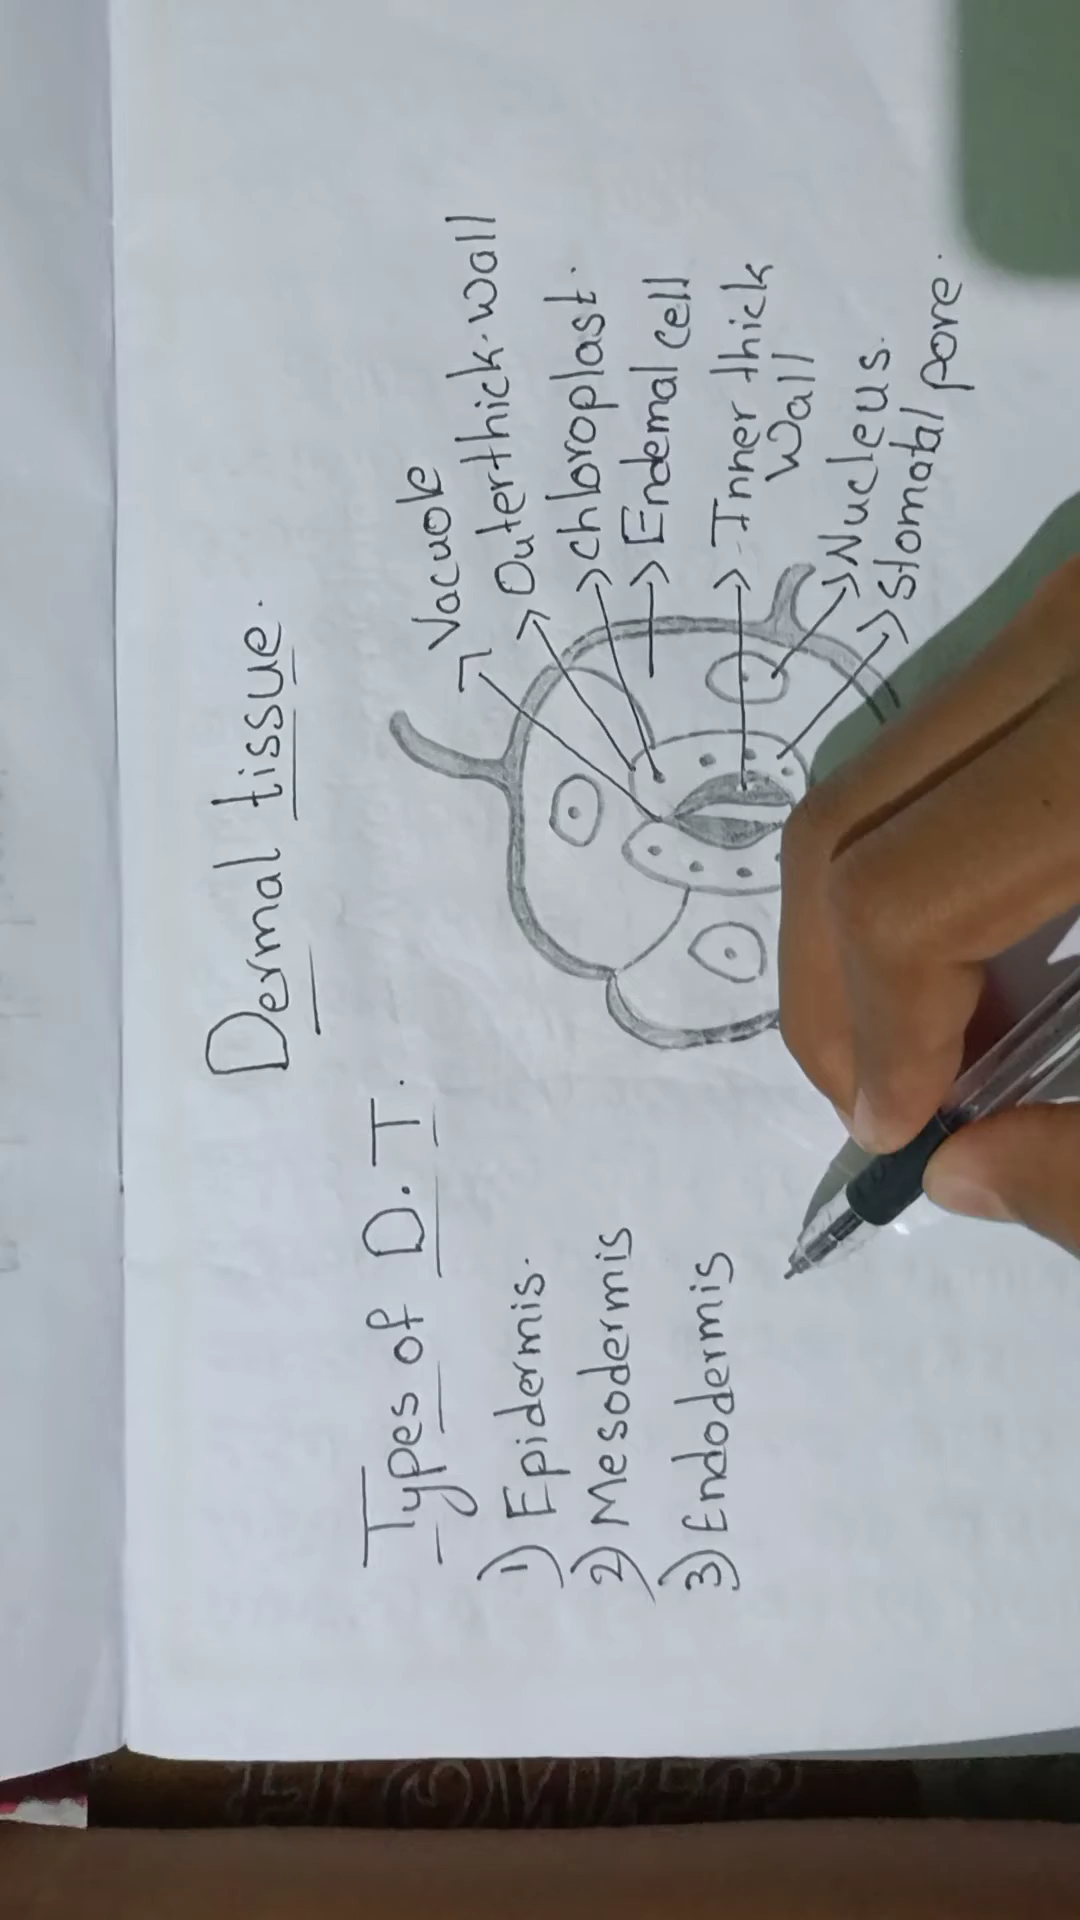 Dermal tissue.
Types of D. T.
1) Epidermis.
2) Mesodermis
3) Endodermis
Vacuole
Outerthick wall
chloroplast.
Endemal cell
Inner thick
wall
Nucleus.
Stomatal pore.